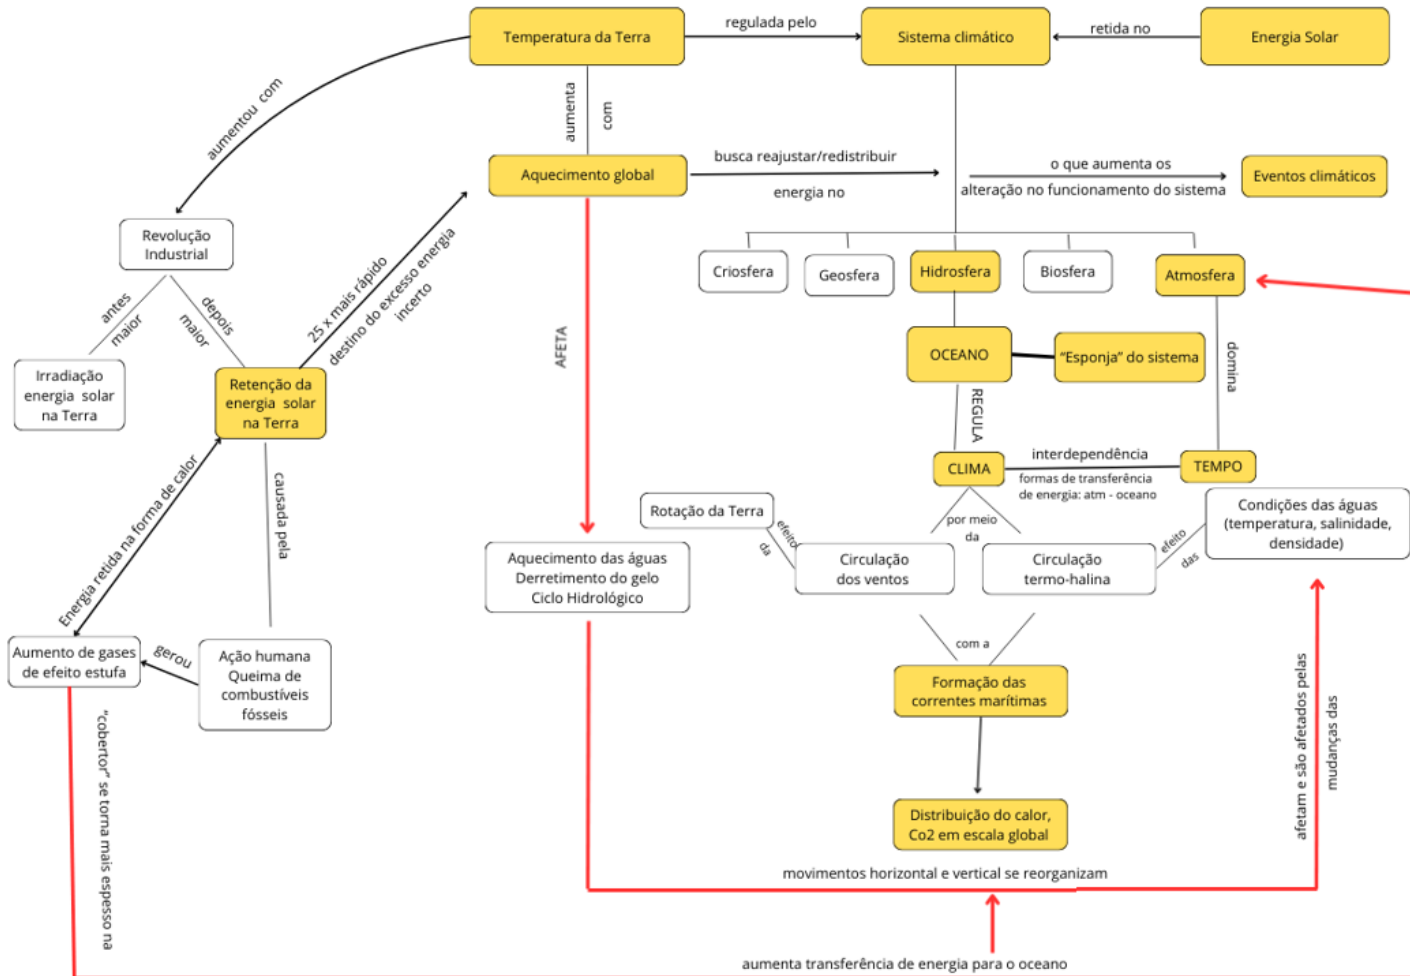 Temperatura da Terra
regulada pelo
Sistema climático
retida no
Energia Solar
aumentou com
aumenta
com
Aquecimento global
busca reajustar/redistribuir
energia no
o que aumenta os
alteração no funcionamento do sistema
Eventos climáticos
Revolução
Industrial
antes
maior
depois
maior
25 x mais rápido
destino do excesso energia
incerto
Criosfera
Geosfera
Hidrosfera
Biosfera
Atmosfera
Irradiação
energia solar
na Terra
Retenção da
energia solar
na Terra
AFETA
OCEANO
"Esponja" do sistema
domina
REGULA
CLIMA
interdependência
formas de transferência
de energia: atm - oceano
TEMPO
Energia retida na forma de calor
causada pela
Rotação da Terra
efeito
da
por meio
da
Condições das águas
(temperatura, salinidade,
densidade)
efeito
das
Aquecimento das águas
Derretimento do gelo
Ciclo Hidrológico
Circulação
dos ventos
Circulação
termo-halina
Aumento de gases
de efeito estufa
gerou
Ação humana
Queima de
combustíveis
fósseis
com a
Formação das
correntes marítimas
"cobertor" se torna mais espesso na
afetam e são afetados pelas
mudanças das
Distribuição do calor,
Co2 em escala global
movimentos horizontal e vertical se reorganizam
aumenta transferência de energia para o oceano